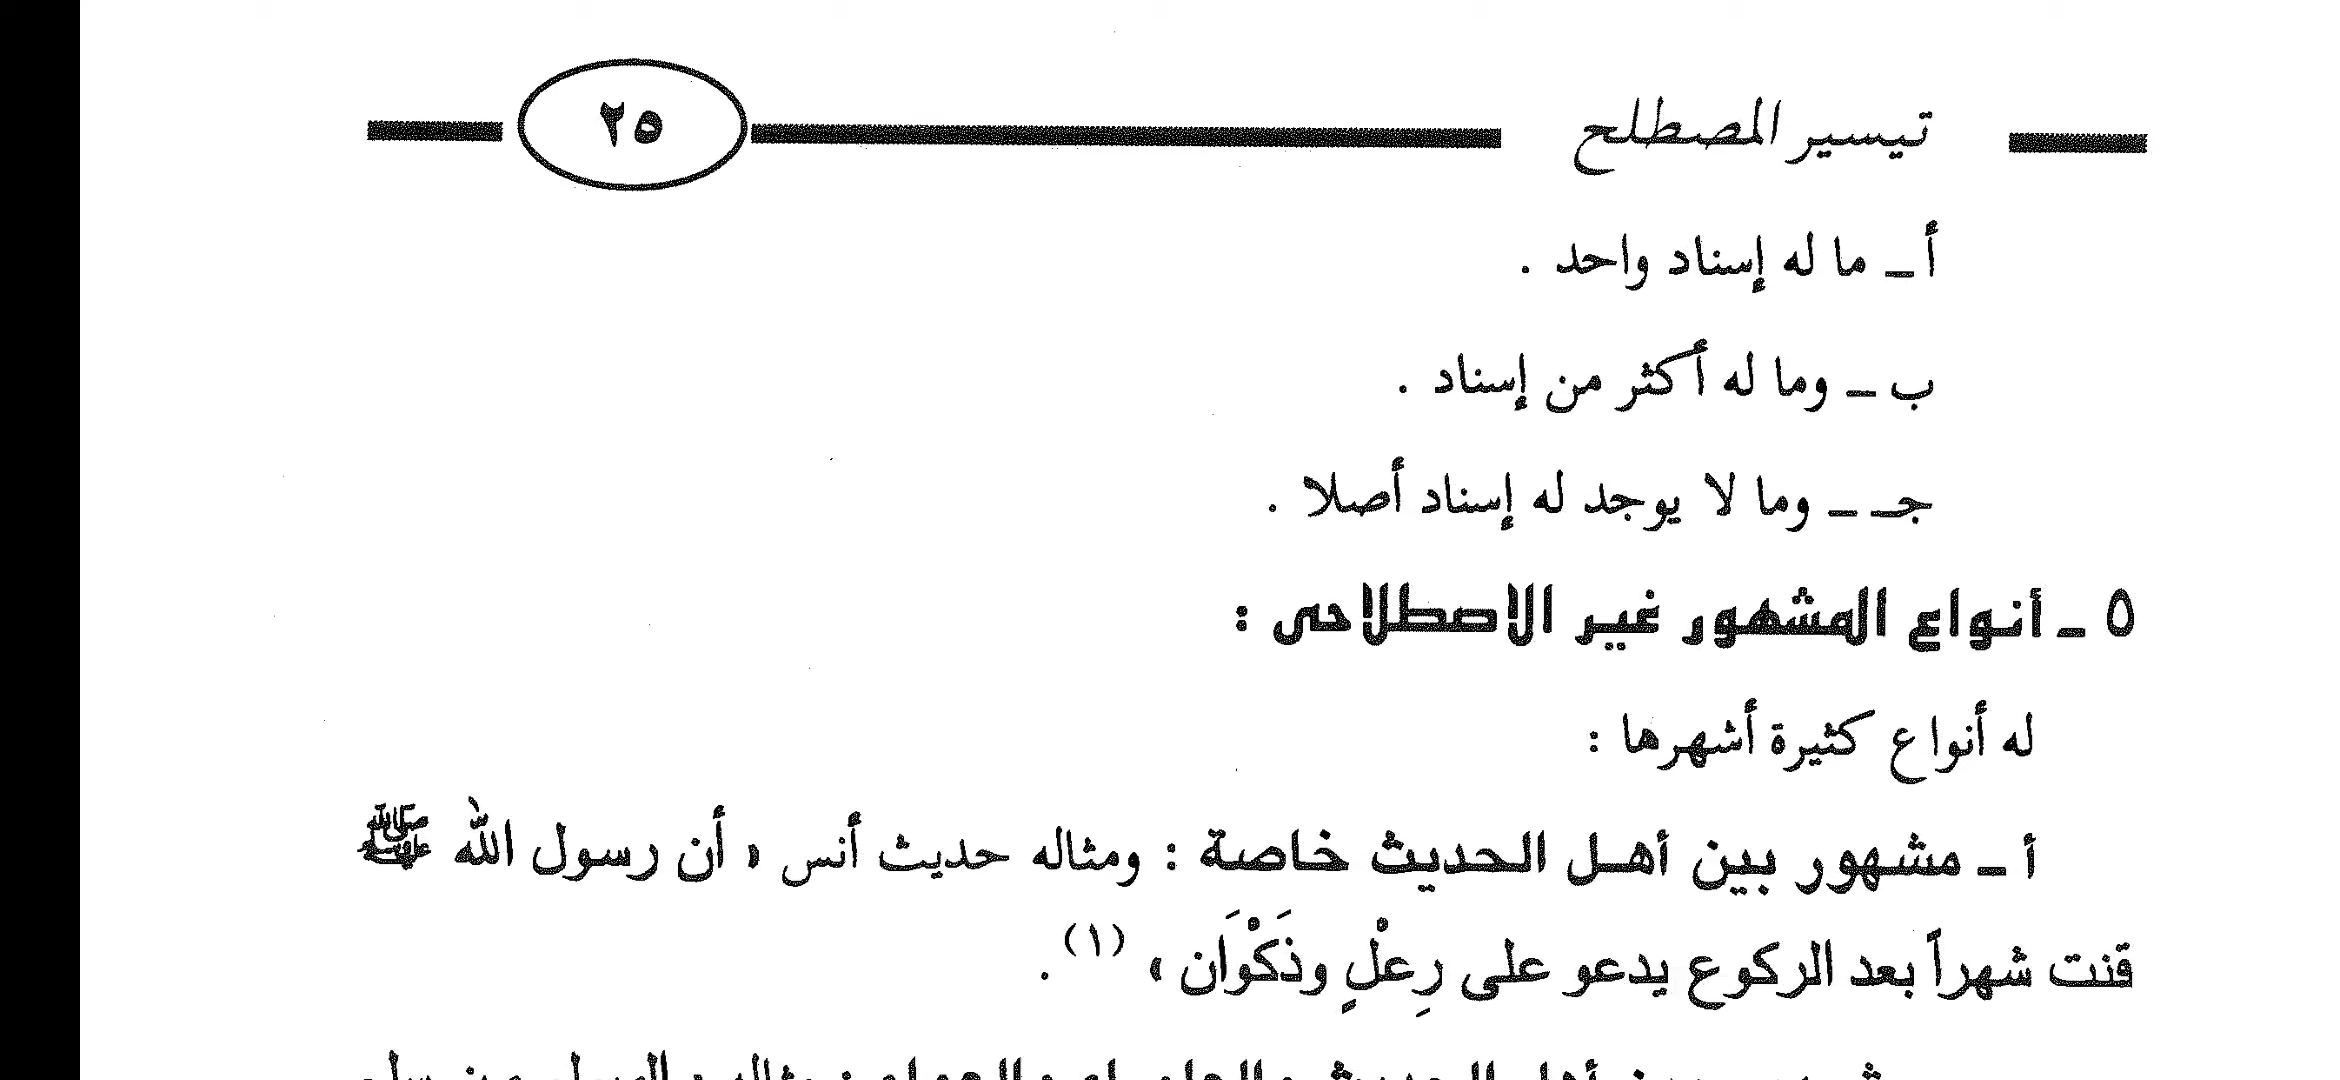 تيسير المصطلح ٢٥
أ ـ ما له إسناد واحد .
ب ـ وما له أكثر من إسناد .
جـ ـ وما لا يوجد له إسناد أصلا .
٥ ـ أنواع المشهور غير الاصطلاحى :
له أنواع كثيرة أشهرها :
أ ـ مشهور بين أهل الحديث خاصة : ومثاله حديث أنس « أن رسول الله ﷺ
قنت شهراً بعد الركوع يدعو على رِعْلٍ وذَكْوَان » (١) .